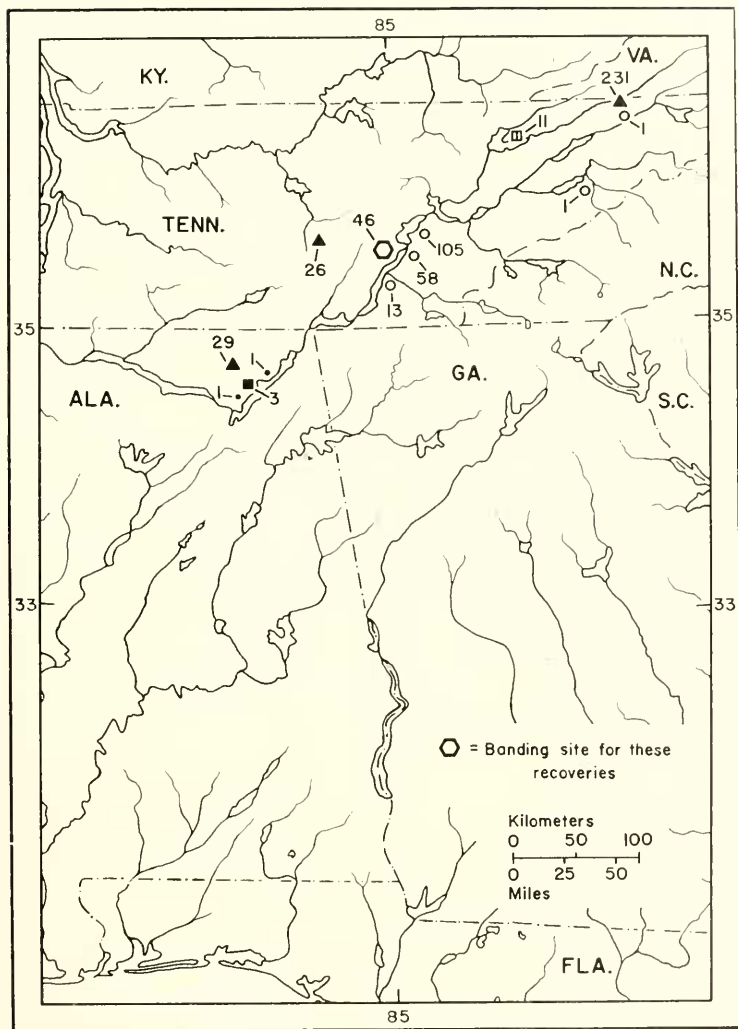 85
KY.
VA.
231
1
11
1
TENN.
46
26
105
58
N.C.
13
35
35
29
1
GA.
ALA.
1
3
S.C.
33
33
= Banding site for these
recoveries
Kilometers
0 50 100
0 25 50
Miles
FLA.
85